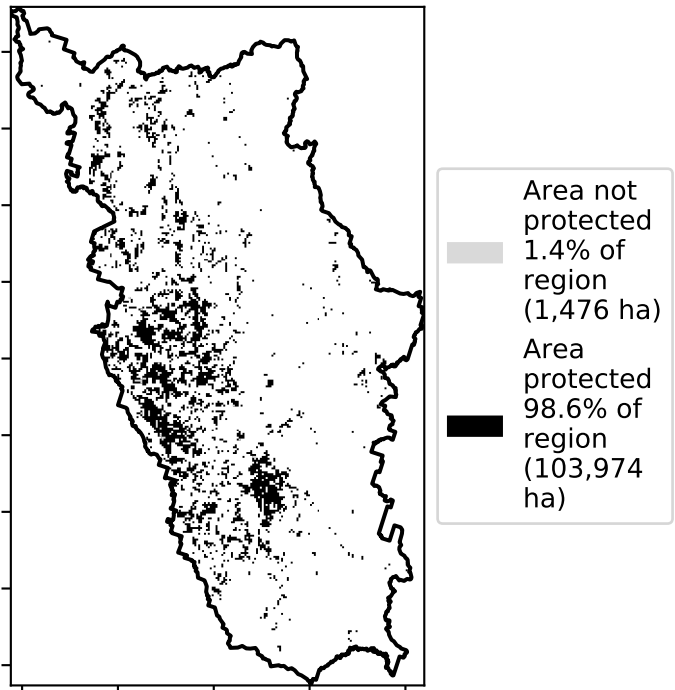 Area not
protected
1.4% of
region
(1,476 ha)
Area
protected
98.6% of
region
(103,974
ha)